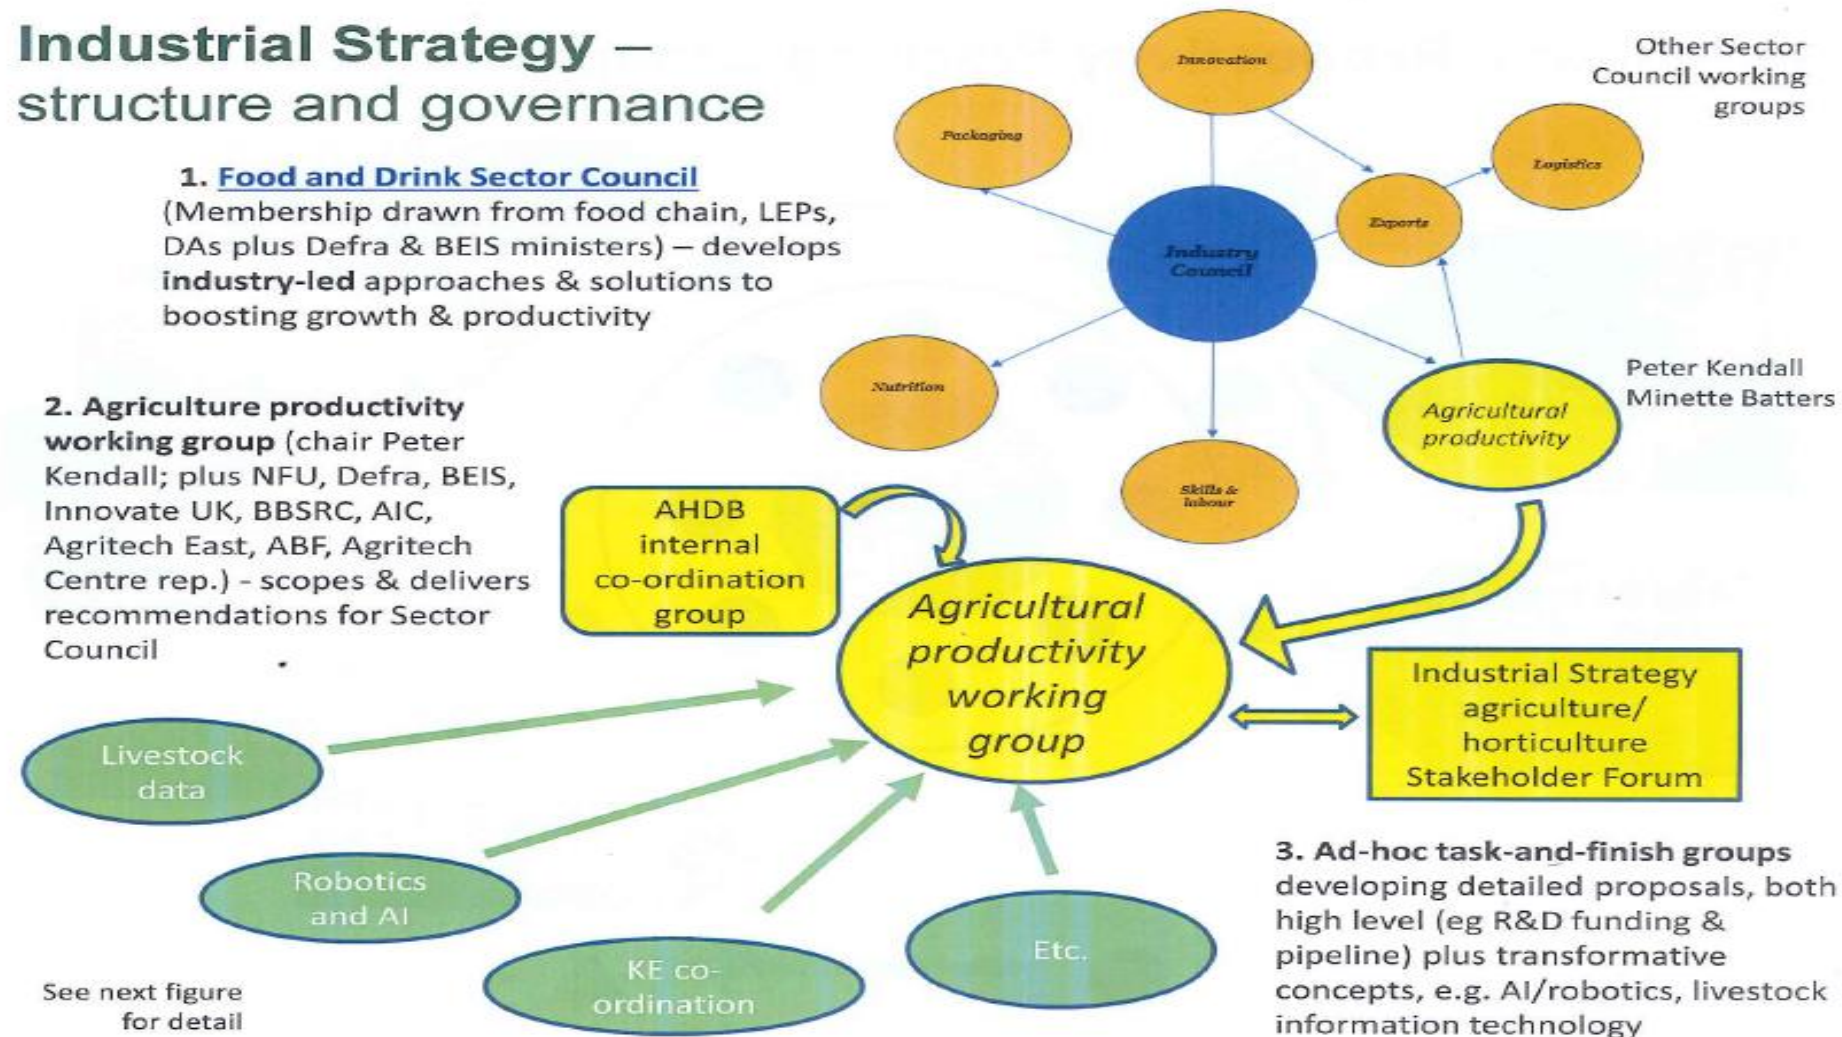 Industrial Strategy –
structure and governance
1. Food and Drink Sector Council
(Membership drawn from food chain, LEPs,
DAs plus Defra & BEIS ministers) – develops
industry-led approaches & solutions to
boosting growth & productivity
2. Agriculture productivity
working group (chair Peter
Kendall; plus NFU, Defra, BEIS,
Innovate UK, BBSRC, AIC,
Agritech East, ABF, Agritech
Centre rep.) - scopes & delivers
recommendations for Sector
Council
Other Sector
Council working
groups
Innovation
Packaging
Logistics
Exports
Industry
Council
Nutrition
Skills &
labour
Agricultural
productivity
Peter Kendall
Minette Batters
AHDB
internal
co-ordination
group
Agricultural
productivity
working
group
Industrial Strategy
agriculture/
horticulture
Stakeholder Forum
Livestock
data
Robotics
and AI
KE co-
ordination
Etc.
See next figure
for detail
3. Ad-hoc task-and-finish groups
developing detailed proposals, both
high level (eg R&D funding &
pipeline) plus transformative
concepts, e.g. AI/robotics, livestock
information technology